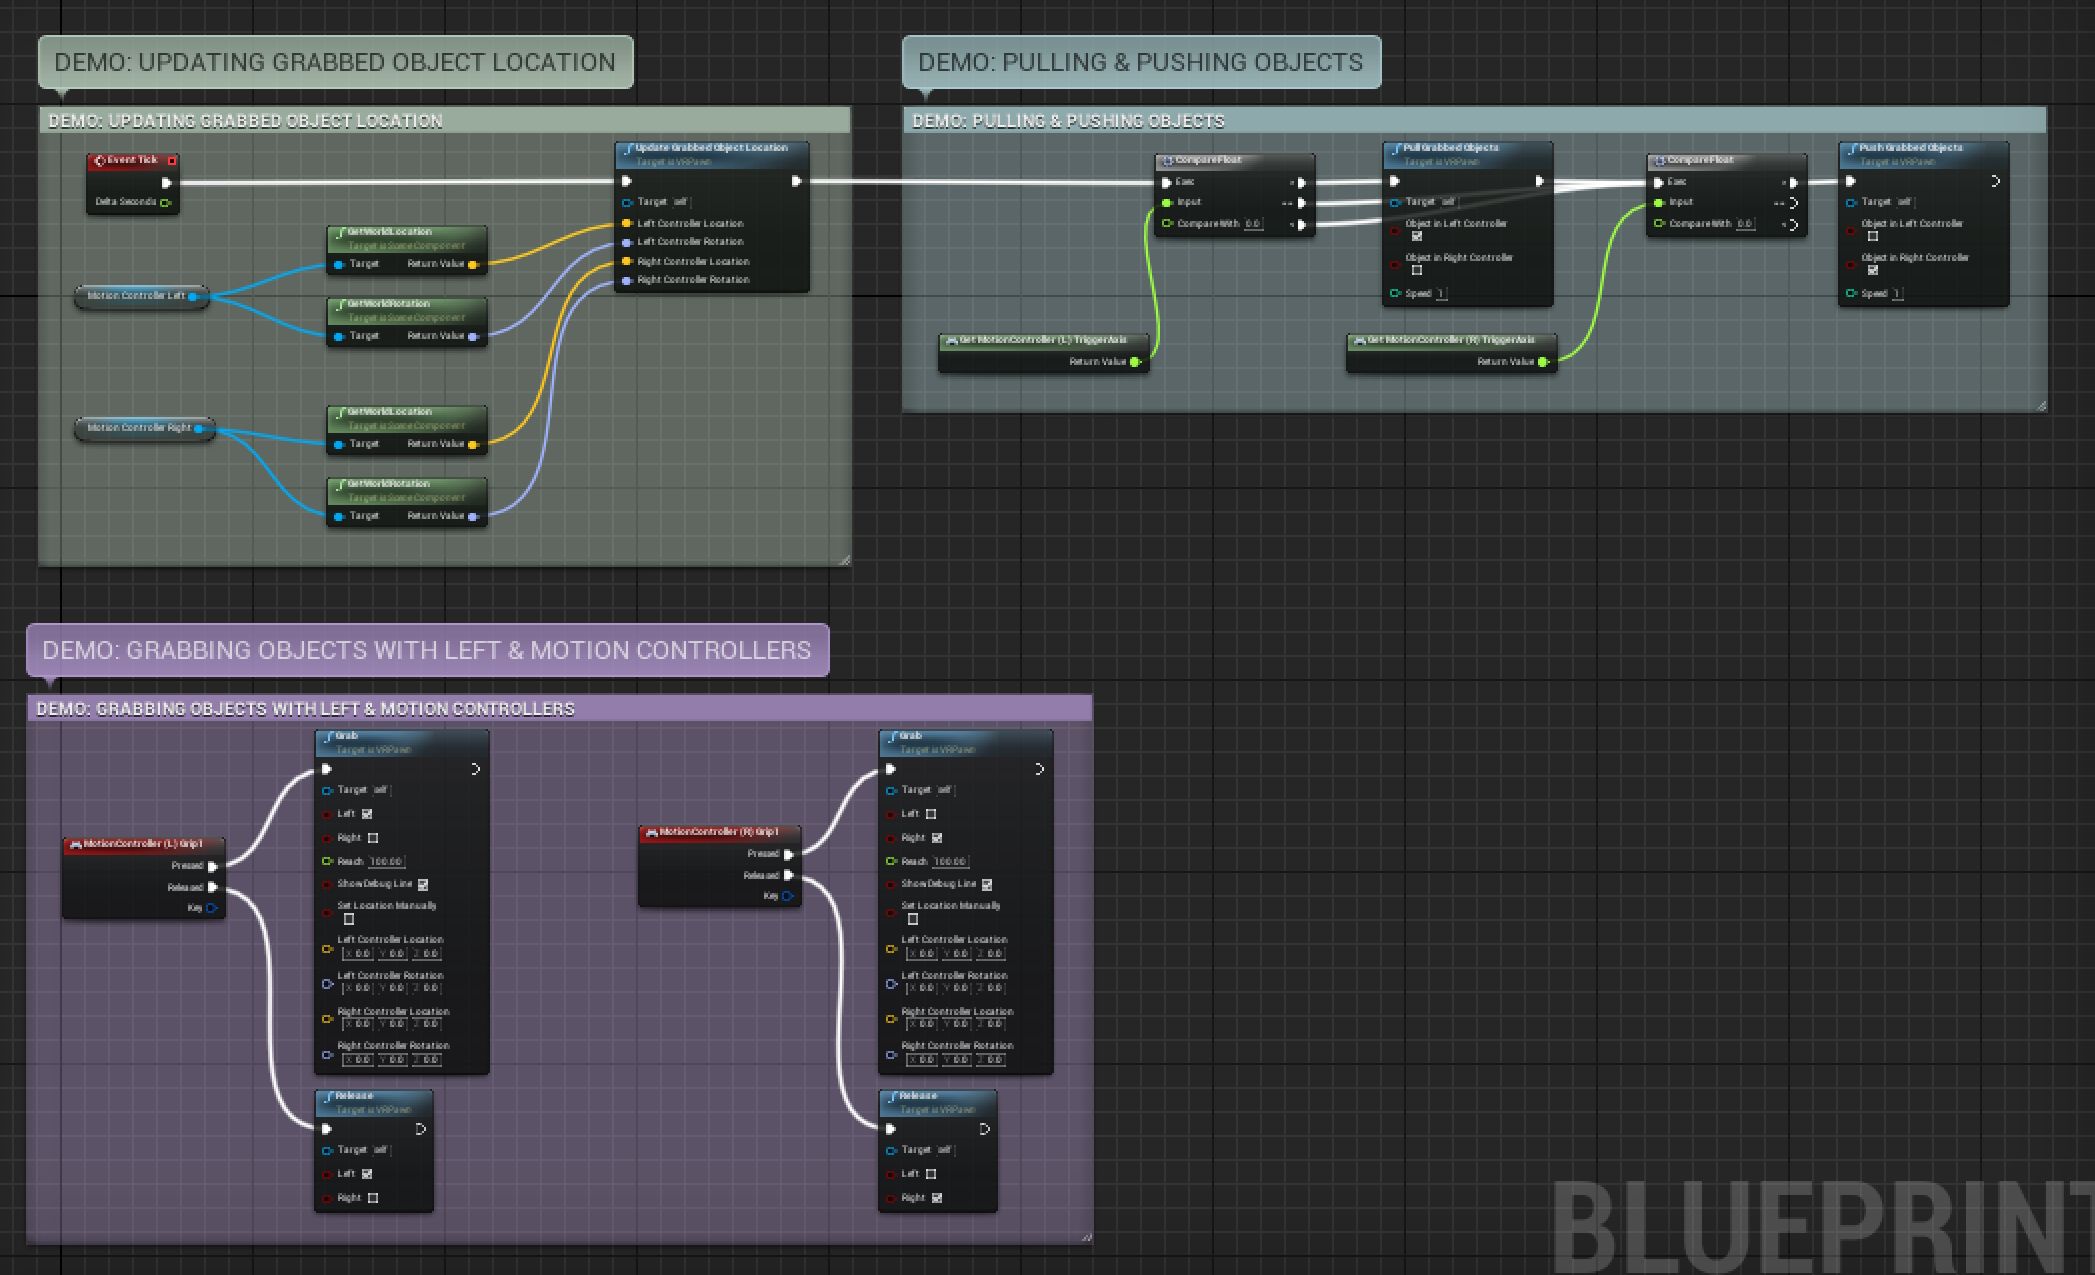 DEMO: UPDATING GRABBED OBJECT LOCATION
DEMO: UPDATING GRABBED OBJECT LOCATION
Event Tick
Delta Seconds
Update Grabbed Object Location
Target is VRPawn
Target self
Left Controller Location
Left Controller Rotation
Right Controller Location
Right Controller Rotation
GetWorldLocation
Target is Scene Component
Target Return Value
Motion Controller Left
GetWorldRotation
Target is Scene Component
Target Return Value
GetWorldLocation
Target is Scene Component
Target Return Value
Motion Controller Right
GetWorldRotation
Target is Scene Component
Target Return Value
DEMO: PULLING & PUSHING OBJECTS
DEMO: PULLING & PUSHING OBJECTS
CompareFloat
Exec >
Input ==
Compare With 0.0 <
Pull Grabbed Objects
Target is VRPawn
Target self
Object in Left Controller
Object in Right Controller
Speed 1
CompareFloat
Exec >
Input ==
Compare With 0.0 <
Push Grabbed Objects
Target is VRPawn
Target self
Object in Left Controller
Object in Right Controller
Speed 1
Get MotionController (L) TriggerAxis
Return Value
Get MotionController (R) TriggerAxis
Return Value
DEMO: GRABBING OBJECTS WITH LEFT & MOTION CONTROLLERS
DEMO: GRABBING OBJECTS WITH LEFT & MOTION CONTROLLERS
MotionController (L) Grip1
Pressed
Released
Key
Grab
Target is VRPawn
Target self
Left
Right
Reach 100.00
Show Debug Line
Set Location Manually
Left Controller Location
X 0.0 Y 0.0 Z 0.0
Left Controller Rotation
X 0.0 Y 0.0 Z 0.0
Right Controller Location
X 0.0 Y 0.0 Z 0.0
Right Controller Rotation
X 0.0 Y 0.0 Z 0.0
Release
Target is VRPawn
Target self
Left
Right
MotionController (R) Grip1
Pressed
Released
Key
Grab
Target is VRPawn
Target self
Left
Right
Reach 100.00
Show Debug Line
Set Location Manually
Left Controller Location
X 0.0 Y 0.0 Z 0.0
Left Controller Rotation
X 0.0 Y 0.0 Z 0.0
Right Controller Location
X 0.0 Y 0.0 Z 0.0
Right Controller Rotation
X 0.0 Y 0.0 Z 0.0
Release
Target is VRPawn
Target self
Left
Right
BLUEPRINT